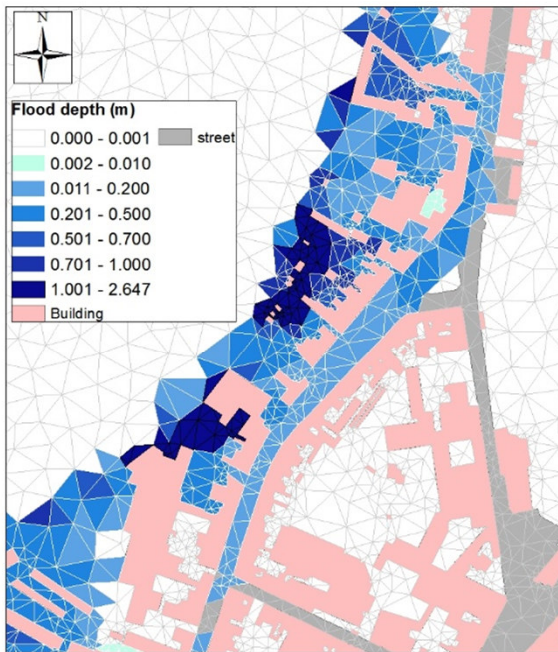 N
Flood depth (m)
0.000 - 0.001 street
0.002 - 0.010
0.011 - 0.200
0.201 - 0.500
0.501 - 0.700
0.701 - 1.000
1.001 - 2.647
Building